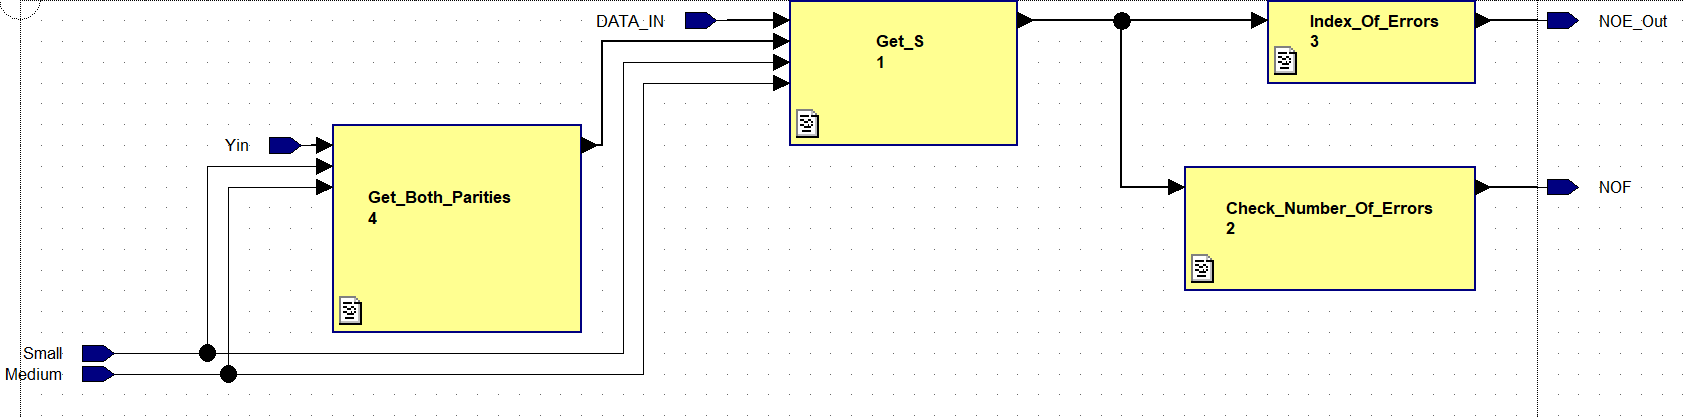 DATA_IN
Get_S
1
Index_Of_Errors
3
NOE_Out
Yin
Get_Both_Parities
4
Check_Number_Of_Errors
2
NOF
Small
Medium